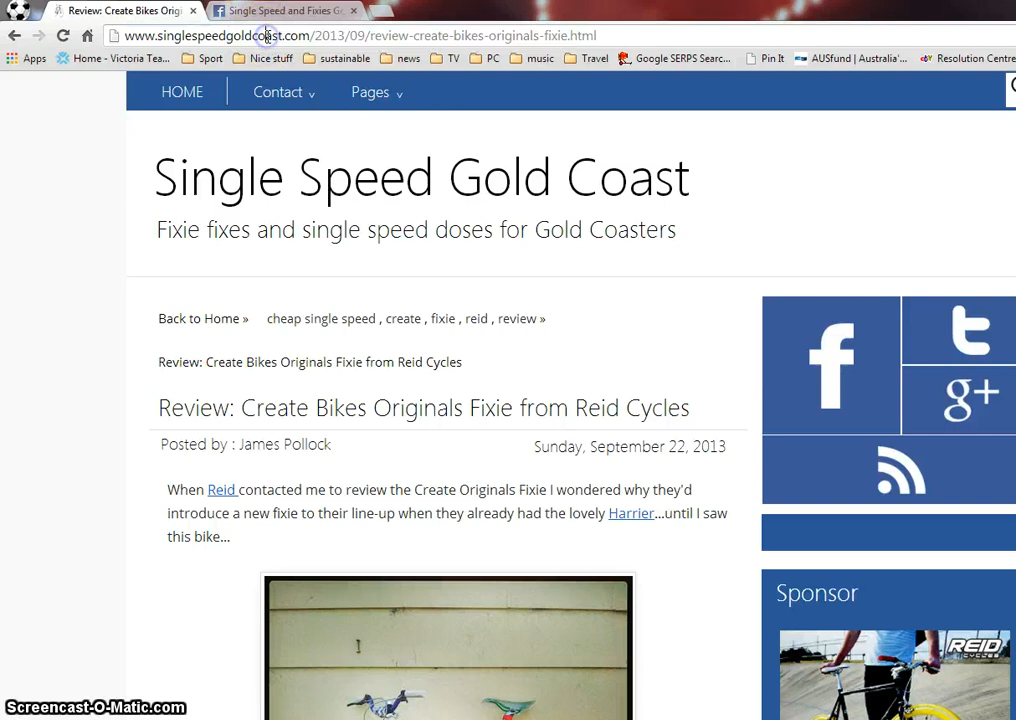 Review: Create Bikes Origi × Single Speed and Fixies G ×
www.singlespeedgoldcoast.com/2013/09/review-create-bikes-originals-fixie.html
Apps Home - Victoria Tea... Sport Nice stuff sustainable news TV PC music Travel Google SERPS Searc... Pin It AUSfund | Australia'... Resolution Centre
HOME Contact Pages
Single Speed Gold Coast
Fixie fixes and single speed doses for Gold Coasters
Back to Home » cheap single speed , create , fixie , reid , review »
Review: Create Bikes Originals Fixie from Reid Cycles
Review: Create Bikes Originals Fixie from Reid Cycles
Posted by : James Pollock Sunday, September 22, 2013
When Reid contacted me to review the Create Originals Fixie I wondered why they'd
introduce a new fixie to their line-up when they already had the lovely Harrier...until I saw
this bike...
f t
g+
Sponsor
REID
CYCLES
Screencast-O-Matic.com